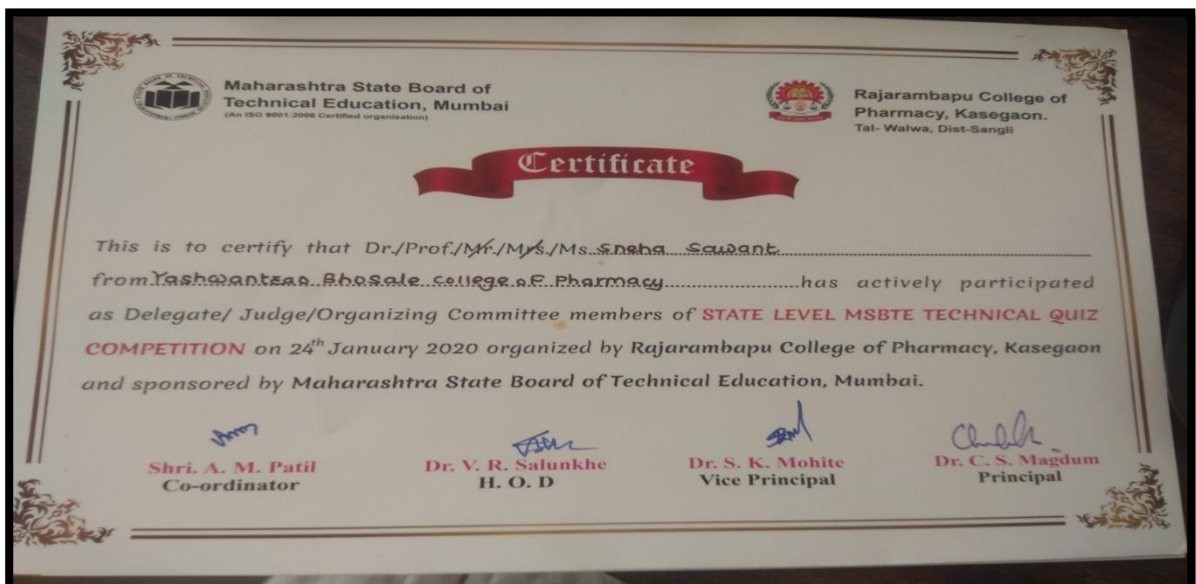 Maharashtra State Board of
Technical Education, Mumbai
(An ISO 9001:2008 Certified organisation)
Rajarambapu College of
Pharmacy, Kasegaon.
Tal- Walwa, Dist-Sangli
Certificate
This is to certify that Dr./Prof./Mr./Mrs./Ms. Sneha Sawant
from Yashwantrao Bhosale College of Pharmacy has actively participated
as Delegate/ Judge/Organizing Committee members of STATE LEVEL MSBTE TECHNICAL QUIZ
COMPETITION on 24th January 2020 organized by Rajarambapu College of Pharmacy, Kasegaon
and sponsored by Maharashtra State Board of Technical Education, Mumbai.
Shri. A. M. Patil
Co-ordinator
Dr. V. R. Salunkhe
H. O. D
Dr. S. K. Mohite
Vice Principal
Dr. C. S. Magdum
Principal